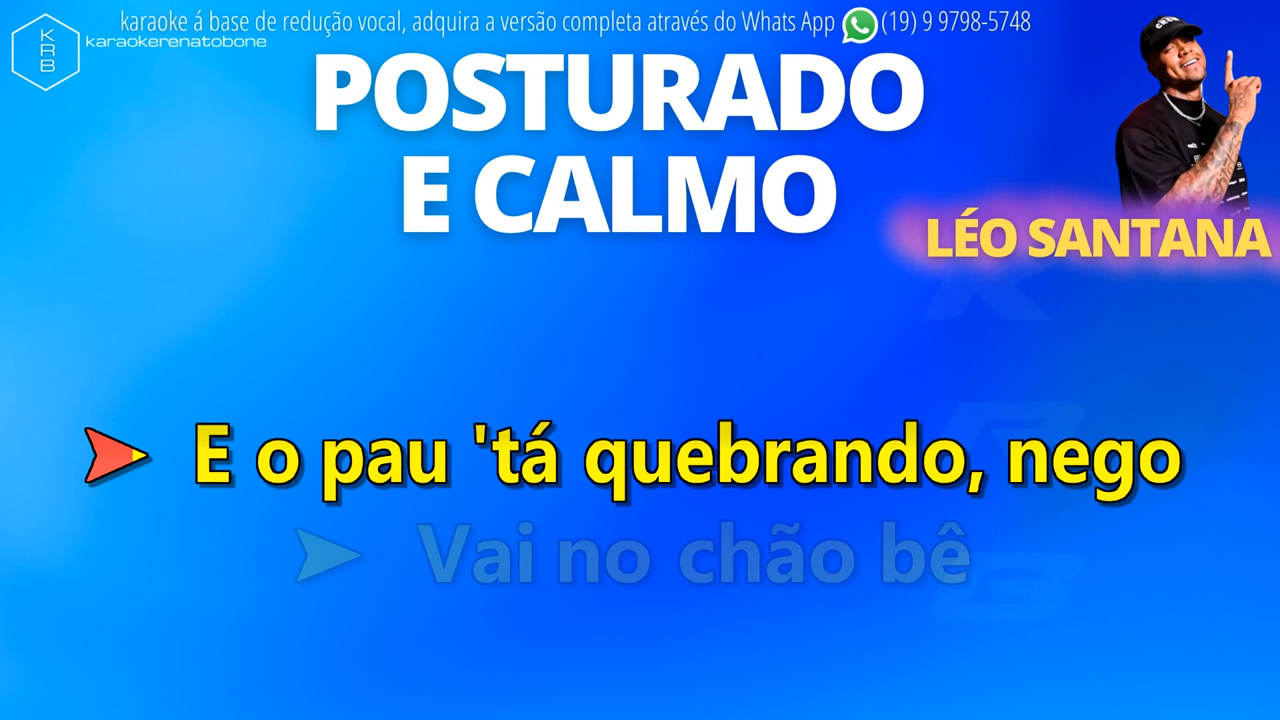 karaoke á base de redução vocal, adquira a versão completa através do Whats App (19) 9 9798-5748
K
R
B
karaokerenatobone
POSTURADO
E CALMO
LÉO SANTANA
E o pau 'tá quebrando, nego
Vai no chão bê
K
R
B